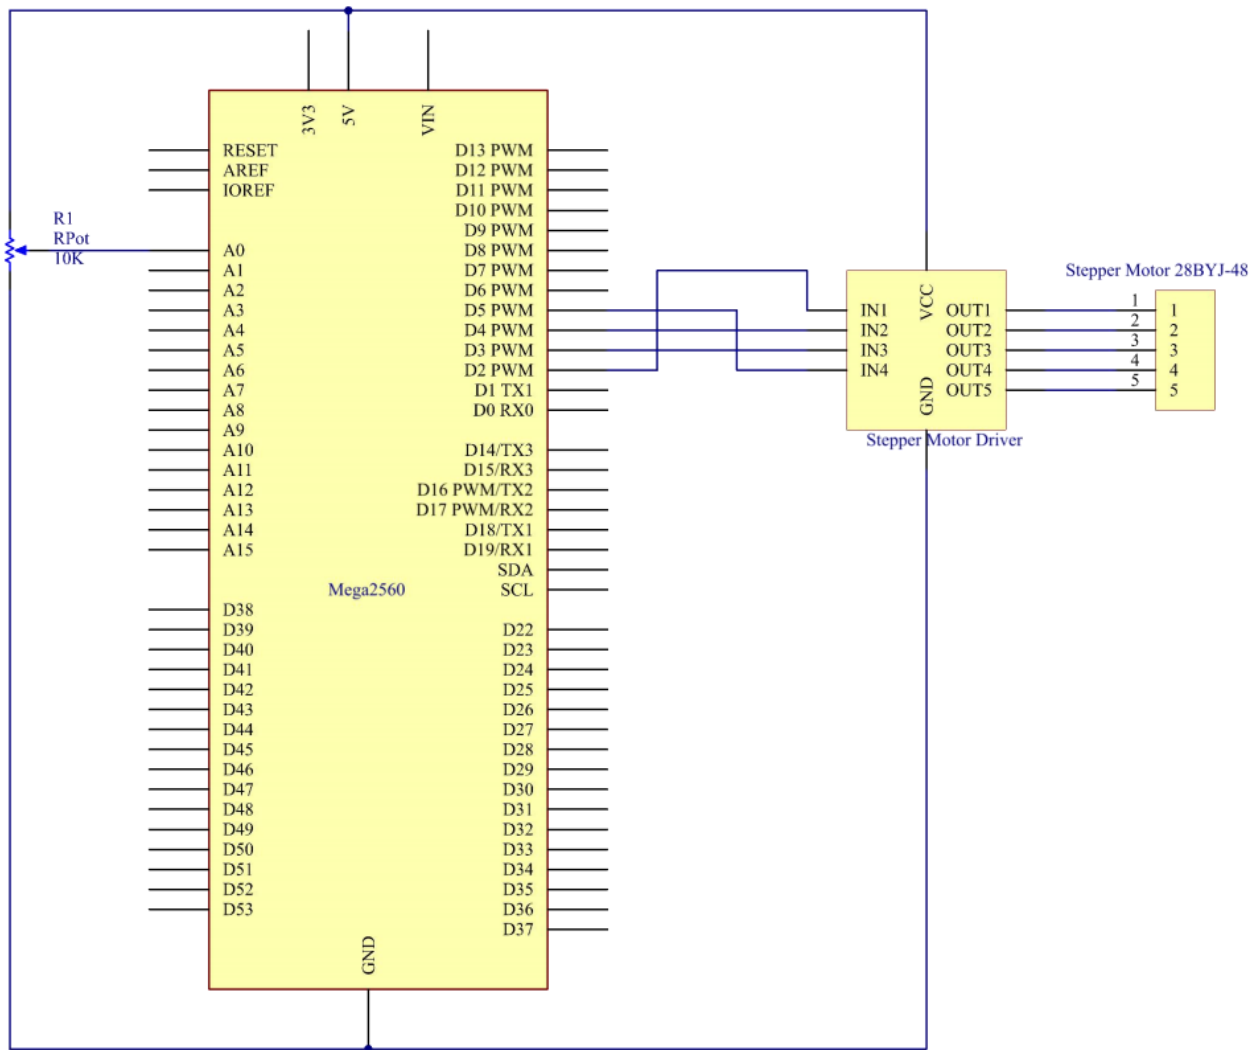 3V3
5V
VIN
RESET
AREF
IOREF
D13 PWM
D12 PWM
D11 PWM
D10 PWM
D9 PWM
D8 PWM
D7 PWM
D6 PWM
D5 PWM
D4 PWM
D3 PWM
D2 PWM
D1 TX1
D0 RX0
R1
RPot
10K
A0
A1
A2
A3
A4
A5
A6
A7
A8
A9
A10
A11
A12
A13
A14
A15
D14/TX3
D15/RX3
D16 PWM/TX2
D17 PWM/RX2
D18/TX1
D19/RX1
SDA
SCL
Mega2560
D38
D39
D40
D41
D42
D43
D44
D45
D46
D47
D48
D49
D50
D51
D52
D53
D22
D23
D24
D25
D26
D27
D28
D29
D30
D31
D32
D33
D34
D35
D36
D37
GND
IN1
IN2
IN3
IN4
VCC
GND
OUT1
OUT2
OUT3
OUT4
OUT5
Stepper Motor Driver
Stepper Motor 28BYJ-48
1
2
3
4
5
1
2
3
4
5